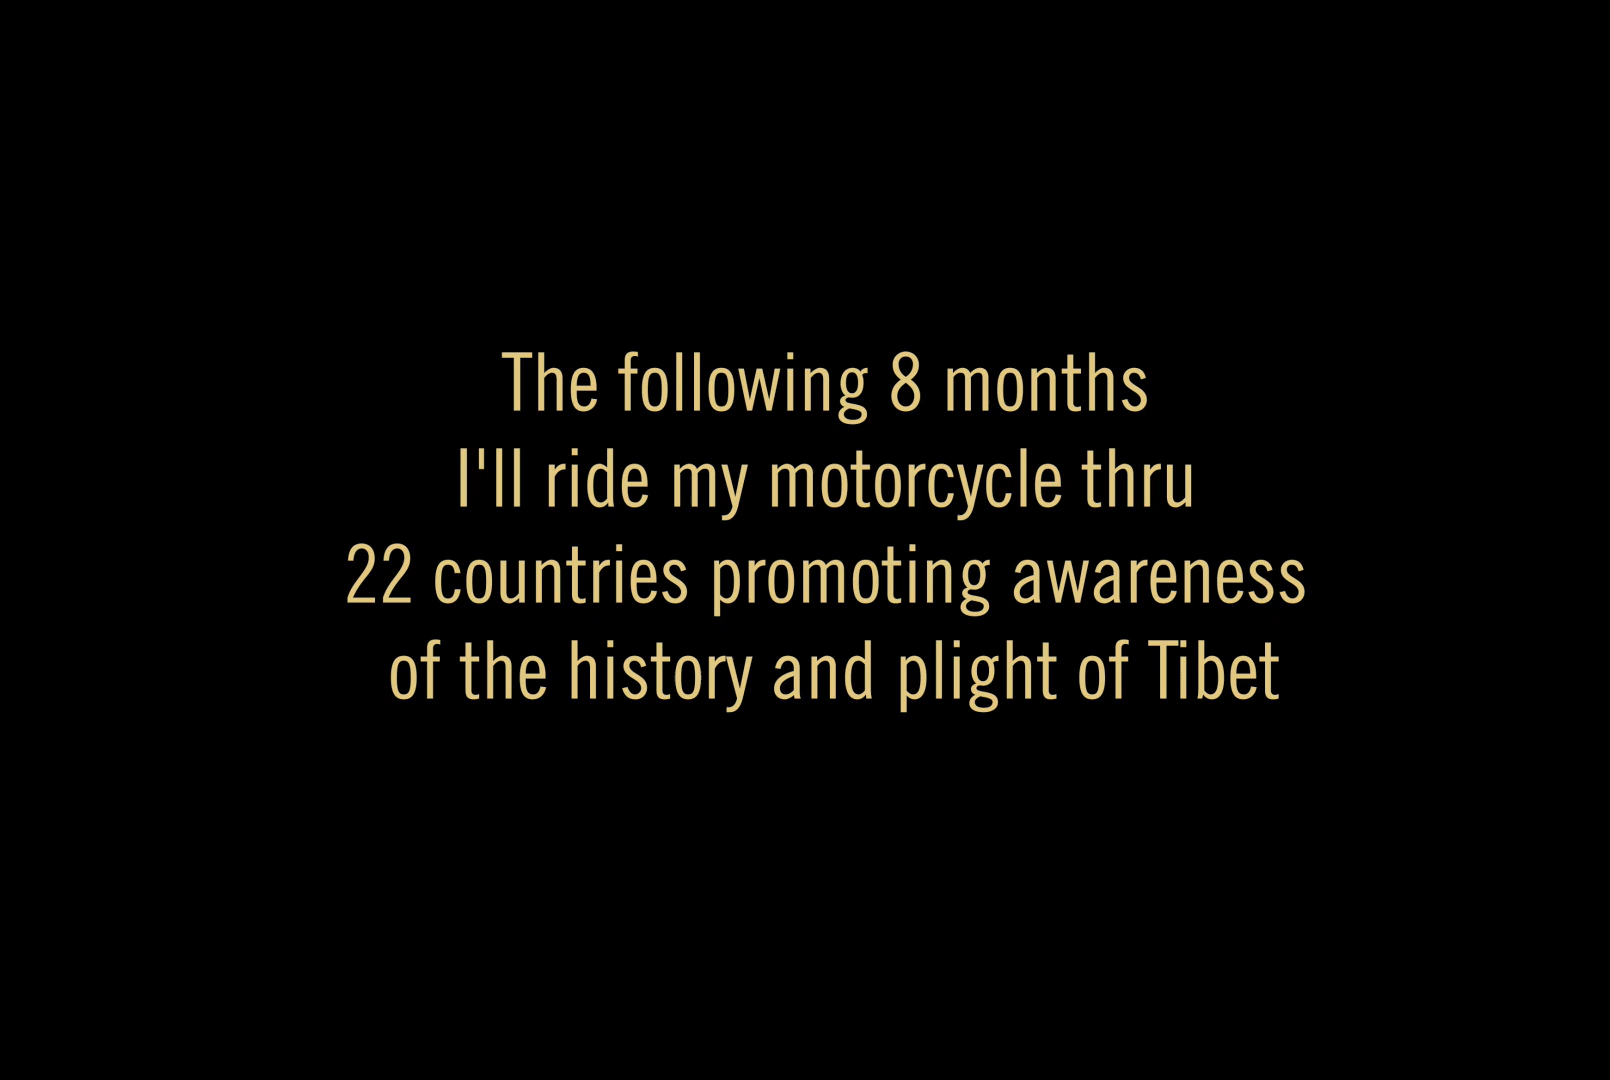 The following 8 months
I'll ride my motorcycle thru
22 countries promoting awareness
of the history and plight of Tibet